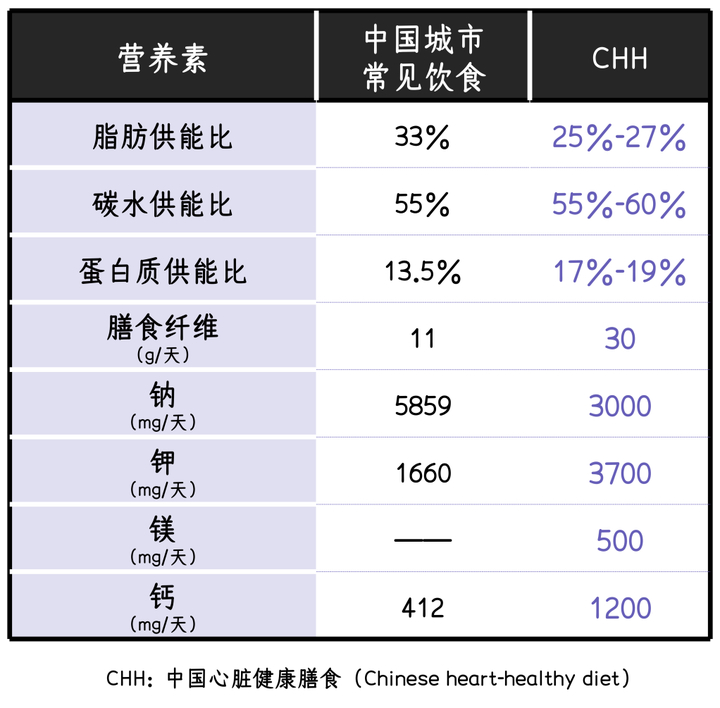 营养素 中国城市常见饮食 CHH
脂肪供能比 33% 25%-27%
碳水供能比 55% 55%-60%
蛋白质供能比 13.5% 17%-19%
膳食纤维 (g/天) 11 30
钠 (mg/天) 5859 3000
钾 (mg/天) 1660 3700
镁 (mg/天) —— 500
钙 (mg/天) 412 1200
CHH：中国心脏健康膳食（Chinese heart-healthy diet）